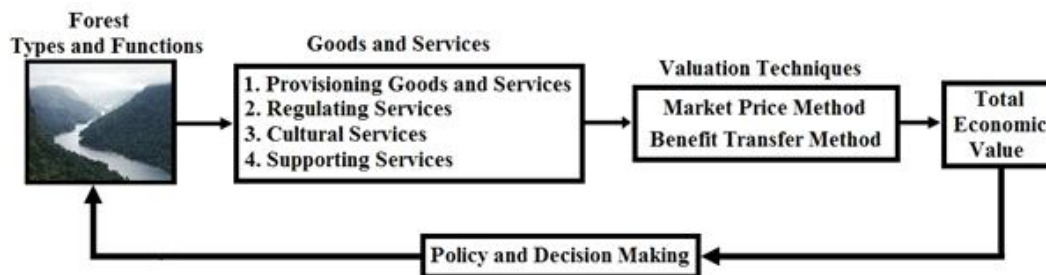 Forest
Types and Functions
Goods and Services
1. Provisioning Goods and Services
2. Regulating Services
3. Cultural Services
4. Supporting Services
Valuation Techniques
Market Price Method
Benefit Transfer Method
Total
Economic
Value
Policy and Decision Making